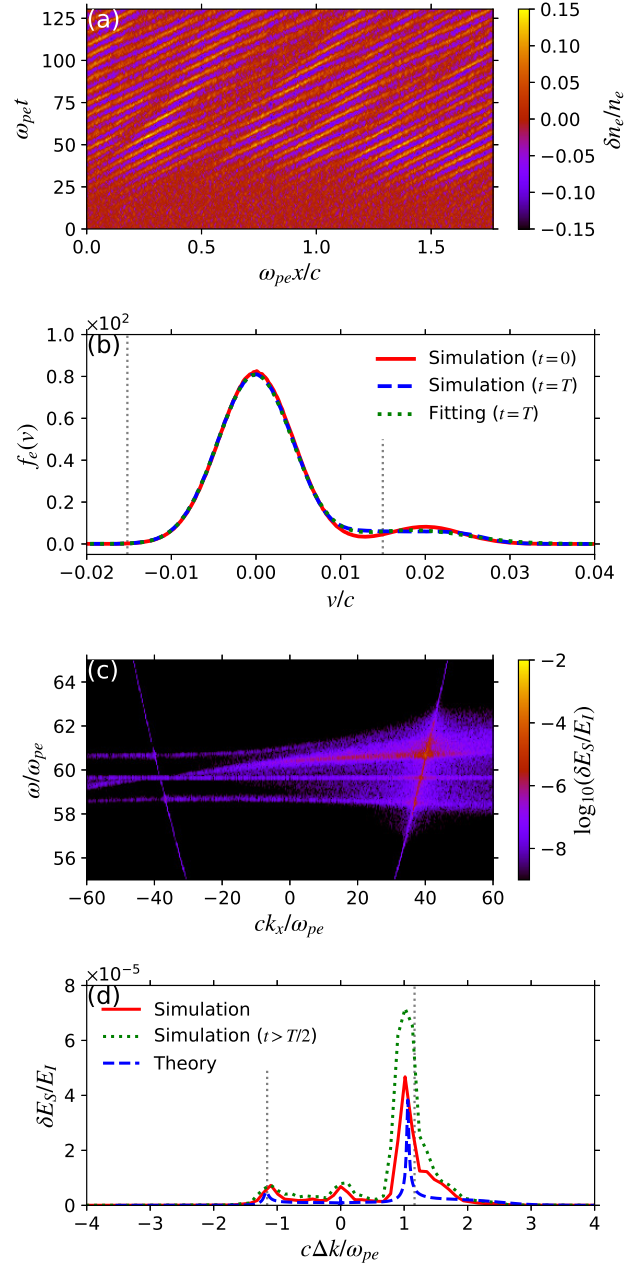 (a)
125
100
75
50
25
0
ω_pe t
0.0 0.5 1.0 1.5
ω_pe x/c
0.15
0.10
0.05
0.00
−0.05
−0.10
−0.15
δn_e/n_e
×10²
(b)
1.0
0.8
0.6
0.4
0.2
0.0
f_e(v)
Simulation (t=0)
Simulation (t=T)
Fitting (t=T)
−0.02 −0.01 0.00 0.01 0.02 0.03 0.04
v/c
(c)
64
62
60
58
56
ω/ω_pe
−60 −40 −20 0 20 40 60
ck_x/ω_pe
−2
−4
−6
−8
log₁₀(δE_S/E_I)
×10⁻⁵
(d)
8
6
4
2
0
δE_S/E_I
Simulation
Simulation (t>T/2)
Theory
−4 −3 −2 −1 0 1 2 3 4
cΔk/ω_pe